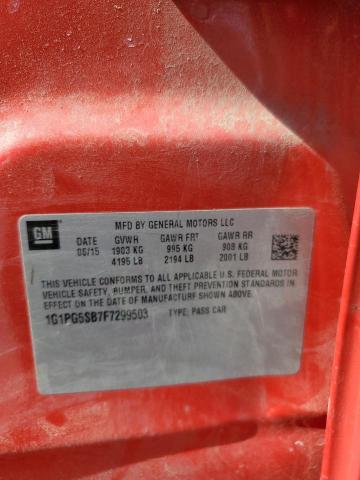 GM
MFD BY GENERAL MOTORS LLC
DATE GVWR GAWR FRT GAWR RR
05/15 1903 KG 995 KG 908 KG
4195 LB 2194 LB 2001 LB
THIS VEHICLE CONFORMS TO ALL APPLICABLE U.S. FEDERAL MOTOR
VEHICLE SAFETY, BUMPER, AND THEFT PREVENTION STANDARDS IN
EFFECT ON THE DATE OF MANUFACTURE SHOWN ABOVE.
1G1PG5SB7F7299503 TYPE: PASS CAR